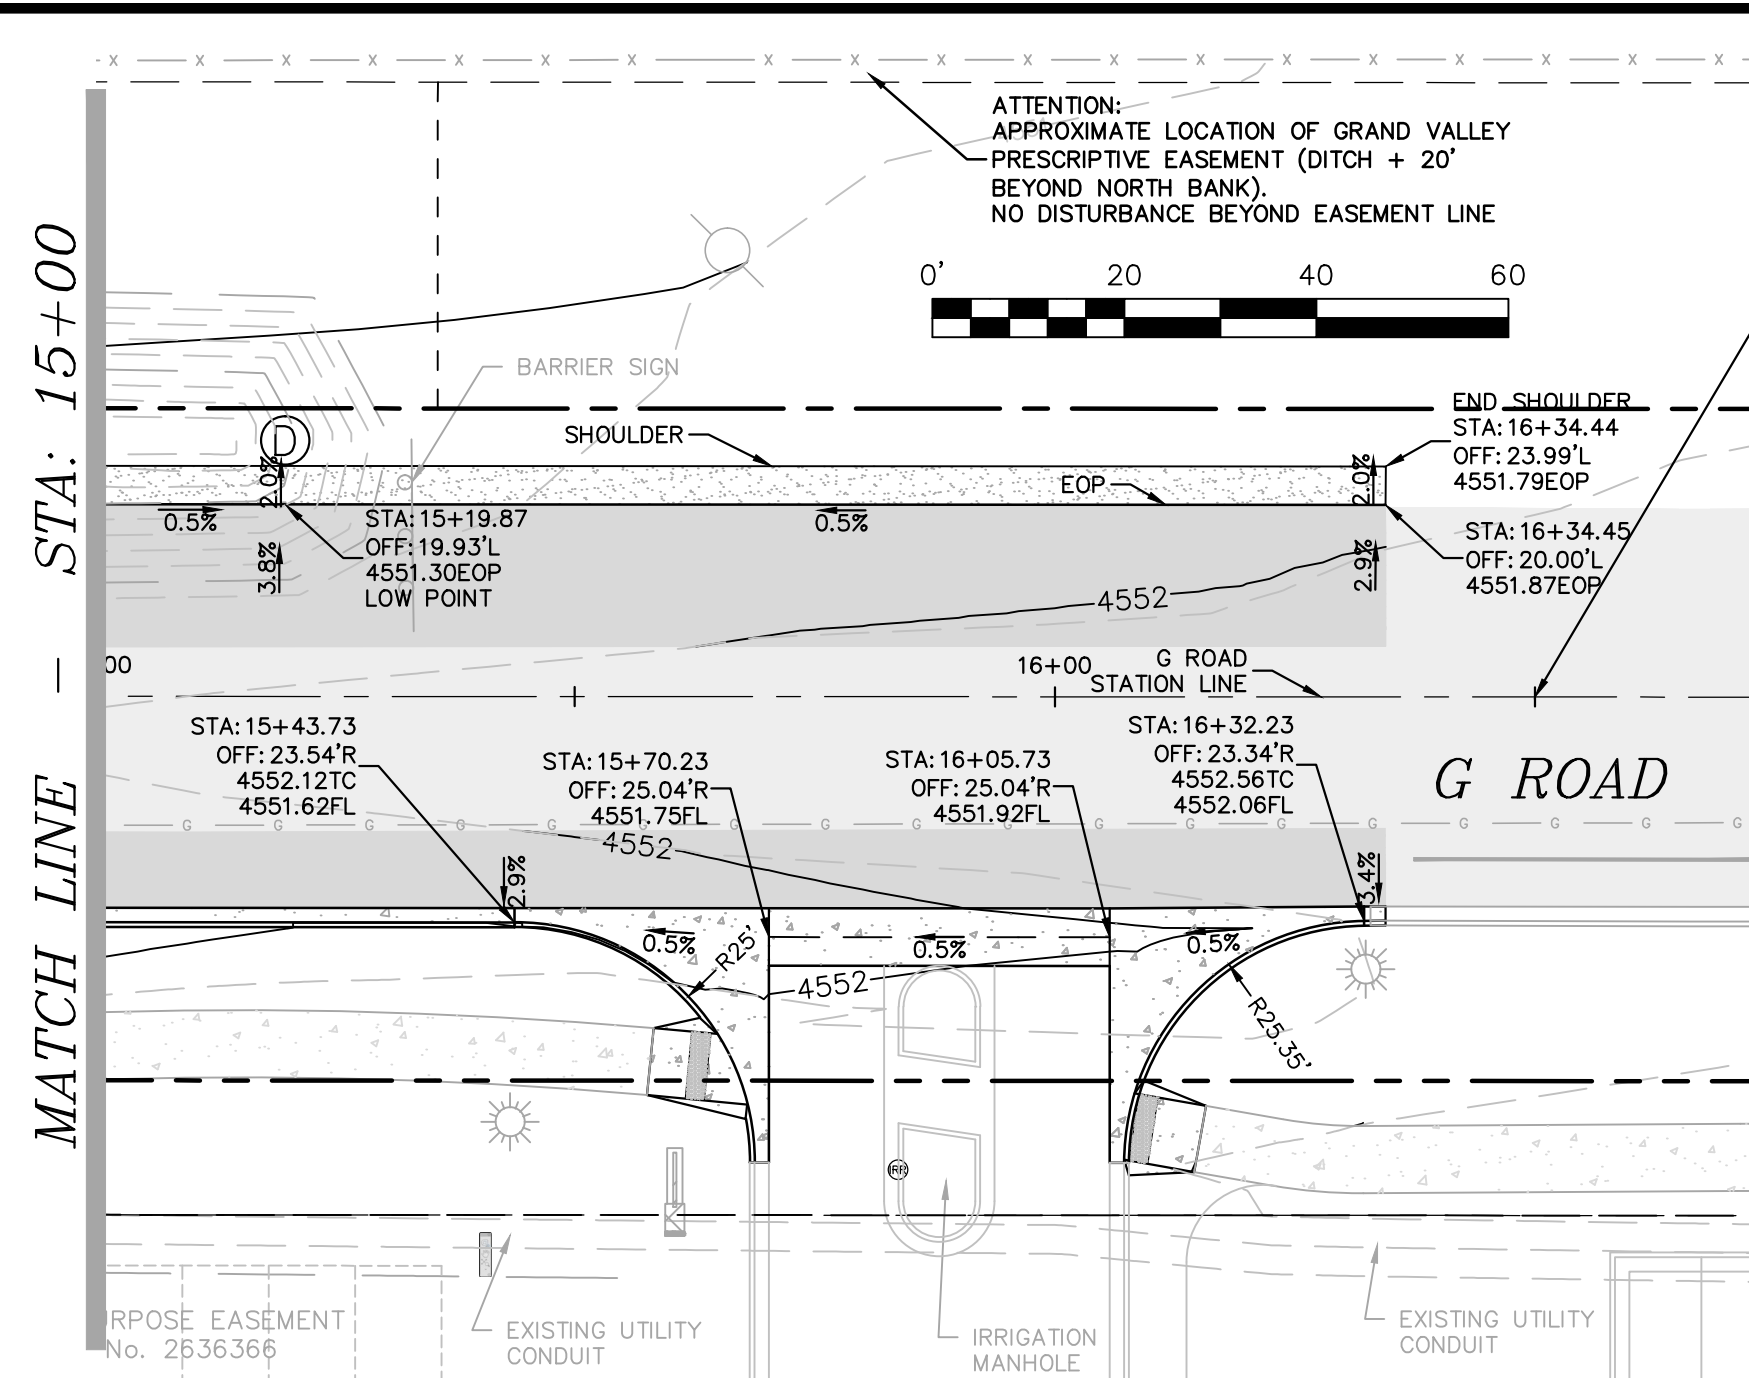 ATTENTION:
APPROXIMATE LOCATION OF GRAND VALLEY
PRESCRIPTIVE EASEMENT (DITCH + 20'
BEYOND NORTH BANK).
NO DISTURBANCE BEYOND EASEMENT LINE
0' 20 40 60
MATCH LINE - STA: 15+00
BARRIER SIGN
D
SHOULDER
EOP
END SHOULDER
STA: 16+34.44
OFF: 23.99'L
4551.79EOP
2.0%
2.0%
0.5%
0.5%
STA: 15+19.87
OFF: 19.93'L
4551.30EOP
LOW POINT
3.8%
2.9%
STA: 16+34.45
OFF: 20.00'L
4551.87EOP
4552
00
16+00
G ROAD
STATION LINE
STA: 15+43.73
OFF: 23.54'R
4552.12TC
4551.62FL
STA: 15+70.23
OFF: 25.04'R
4551.75FL
STA: 16+05.73
OFF: 25.04'R
4551.92FL
STA: 16+32.23
OFF: 23.34'R
4552.56TC
4552.06FL
G ROAD
G G G G G G G G G G G G G G G G G G
4552
2.9%
3.4%
0.5%
0.5%
0.5%
R25'
4552
R25.35'
IRR
RPOSE EASEMENT
No. 2636366
EXISTING UTILITY
CONDUIT
IRRIGATION
MANHOLE
EXISTING UTILITY
CONDUIT